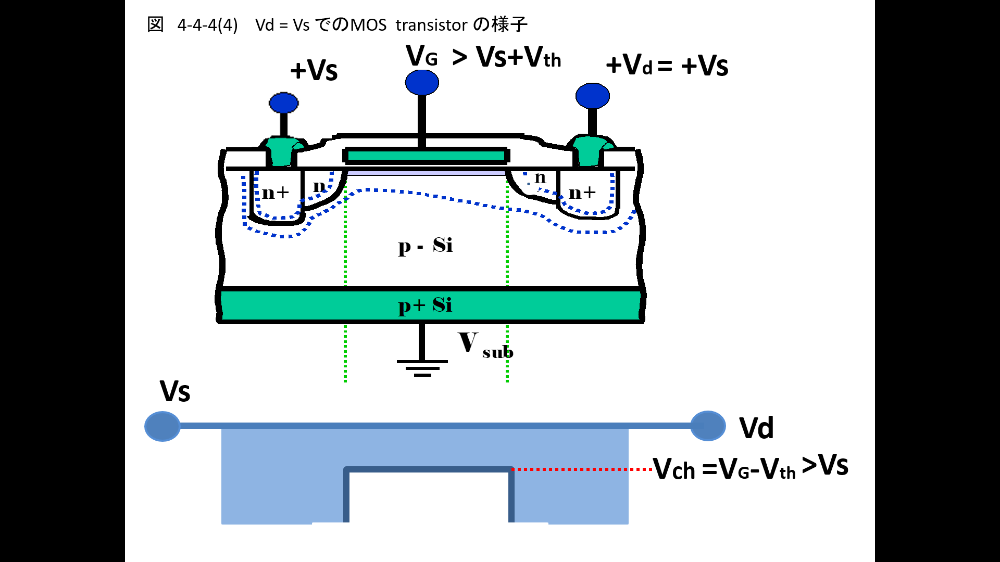 図 4-4-4(4) Vd = Vs でのMOS transistor の様子
+Vs
VG > Vs+Vth
+Vd = +Vs
n+
n
n
n+
p - Si
p+ Si
V sub
Vs
Vd
Vch =VG-Vth >Vs